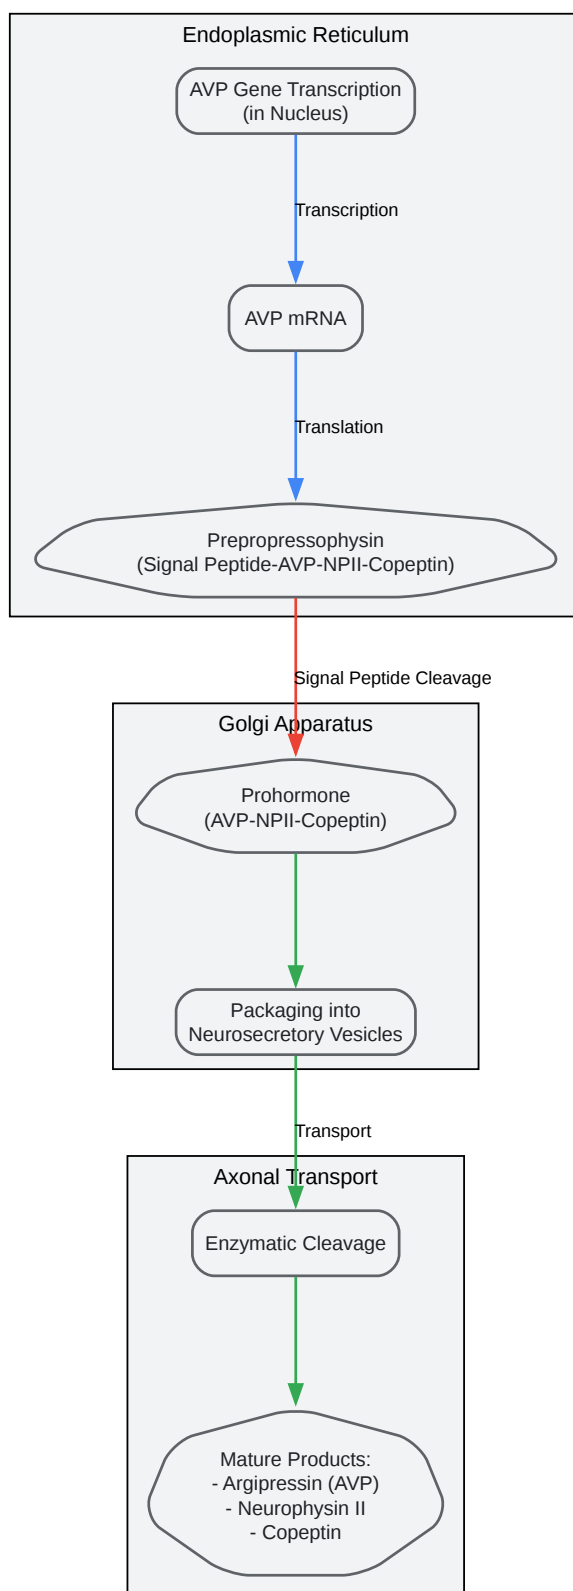 Endoplasmic Reticulum
AVP Gene Transcription
(in Nucleus)
Transcription
AVP mRNA
Translation
Prepropressophysin
(Signal Peptide-AVP-NPII-Copeptin)
Signal Peptide Cleavage
Golgi Apparatus
Prohormone
(AVP-NPII-Copeptin)
Packaging into
Neurosecretory Vesicles
Transport
Axonal Transport
Enzymatic Cleavage
Mature Products:
- Argipressin (AVP)
- Neurophysin II
- Copeptin